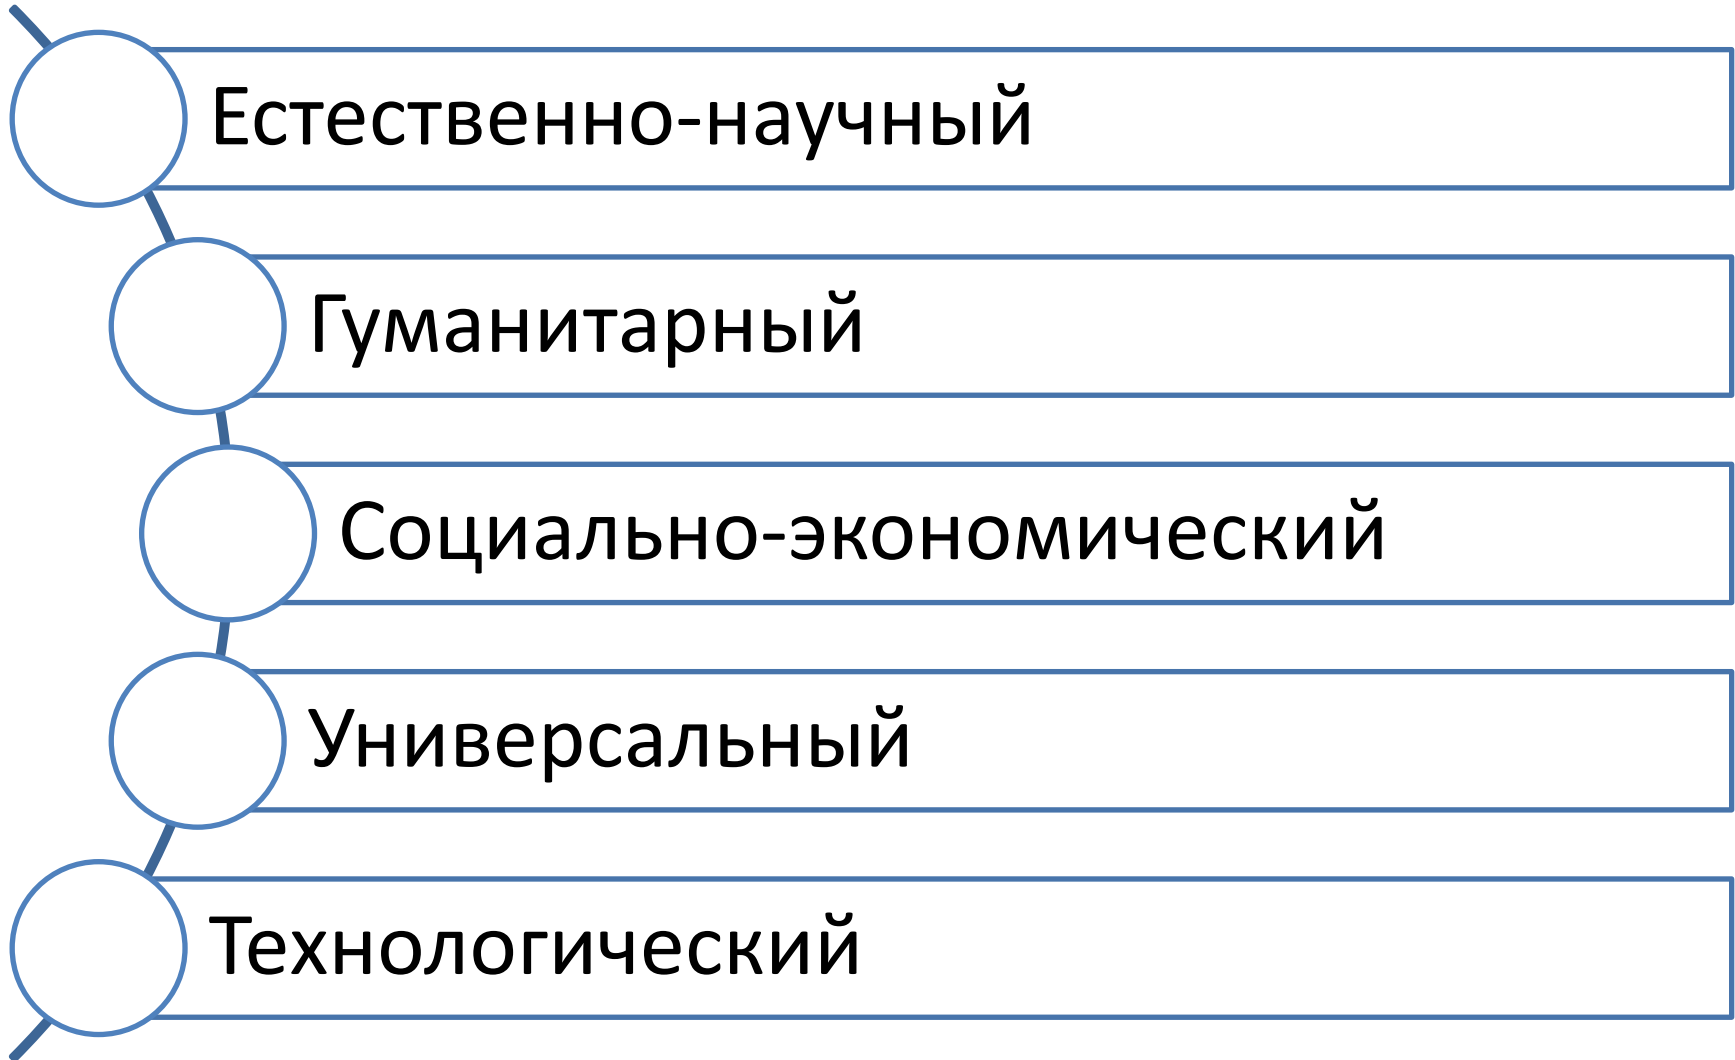 Естественно-научный
Гуманитарный
Социально-экономический
Универсальный
Технологический